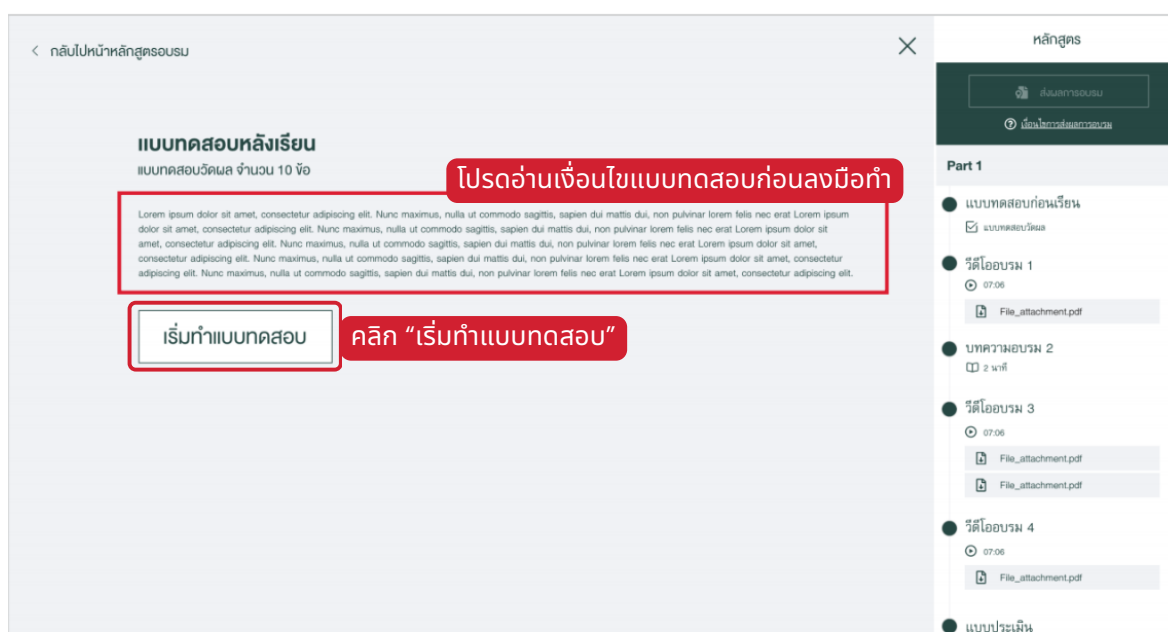 กลับไปหน้าหลักสูตรอบรม
แบบทดสอบหลังเรียน
แบบทดสอบวัดผล จำนวน 10 ข้อ
โปรดอ่านเงื่อนไขแบบทดสอบก่อนลงมือทำ
Lorem ipsum dolor sit amet, consectetur adipiscing elit. Nunc maximus, nulla ut commodo sagittis, sapien dui mattis dui, non pulvinar lorem felis nec erat Lorem ipsum
dolor sit amet, consectetur adipiscing elit. Nunc maximus, nulla ut commodo sagittis, sapien dui mattis dui, non pulvinar lorem felis nec erat Lorem ipsum dolor sit
amet, consectetur adipiscing elit. Nunc maximus, nulla ut commodo sagittis, sapien dui mattis dui, non pulvinar lorem felis nec erat Lorem ipsum dolor sit amet,
consectetur adipiscing elit. Nunc maximus, nulla ut commodo sagittis, sapien dui mattis dui, non pulvinar lorem felis nec erat Lorem ipsum dolor sit amet, consectetur
adipiscing elit. Nunc maximus, nulla ut commodo sagittis, sapien dui mattis dui, non pulvinar lorem felis nec erat Lorem ipsum dolor sit amet, consectetur adipiscing elit.
เริ่มทำแบบทดสอบ
คลิก “เริ่มทำแบบทดสอบ”
หลักสูตร
ส่งผลการอบรม
เงื่อนไขการส่งผลการอบรม
Part 1
แบบทดสอบก่อนเรียน
แบบทดสอบวัดผล
วีดีโออบรม 1
07:06
File_attachment.pdf
บทความอบรม 2
2 นาที
วีดีโออบรม 3
07:06
File_attachment.pdf
File_attachment.pdf
วีดีโออบรม 4
07:06
File_attachment.pdf
แบบประเมิน